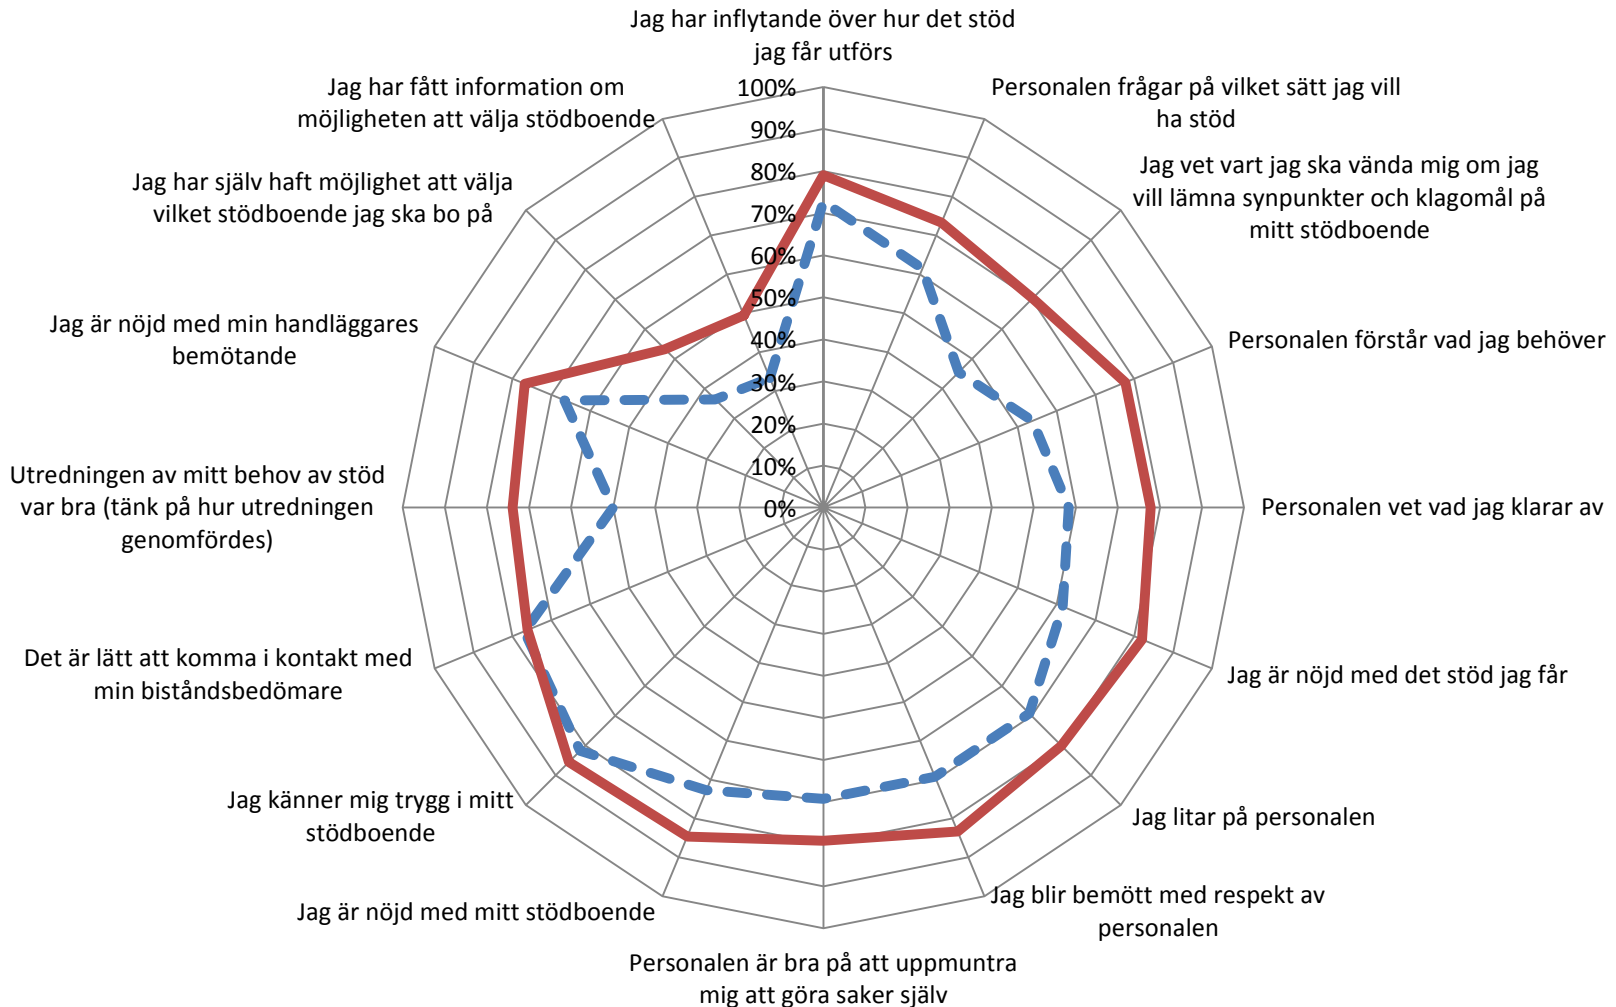 Jag har inflytande över hur det stöd
jag får utförs
Personalen frågar på vilket sätt jag vill
ha stöd
Jag vet vart jag ska vända mig om jag
vill lämna synpunkter och klagomål på
mitt stödboende
Personalen förstår vad jag behöver
Personalen vet vad jag klarar av
Jag är nöjd med det stöd jag får
Jag litar på personalen
Jag blir bemött med respekt av
personalen
Personalen är bra på att uppmuntra
mig att göra saker själv
Jag är nöjd med mitt stödboende
Jag känner mig trygg i mitt
stödboende
Det är lätt att komma i kontakt med
min biståndsbedömare
Utredningen av mitt behov av stöd
var bra (tänk på hur utredningen
genomfördes)
Jag är nöjd med min handläggares
bemötande
Jag har själv haft möjlighet att välja
vilket stödboende jag ska bo på
Jag har fått information om
möjligheten att välja stödboende
100%
90%
80%
70%
60%
50%
40%
30%
20%
10%
0%